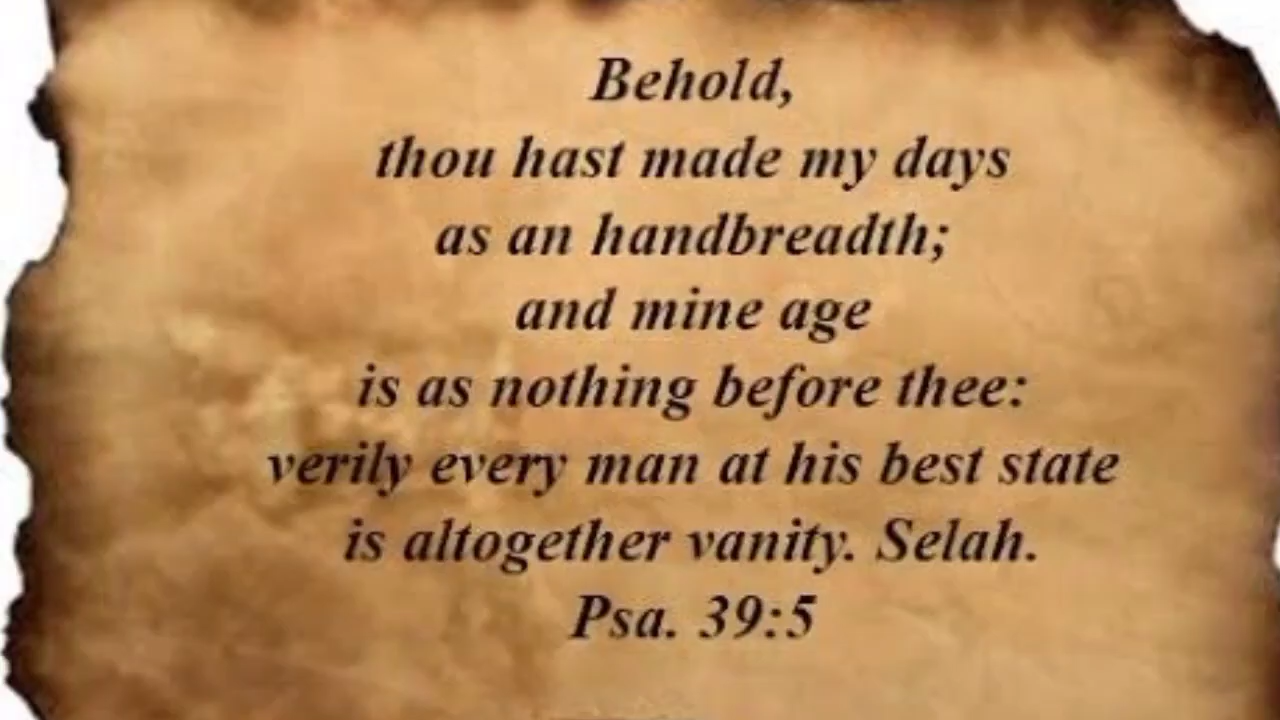 Behold,
thou hast made my days
as an handbreadth;
and mine age
is as nothing before thee:
verily every man at his best state
is altogether vanity. Selah.
Psa. 39:5